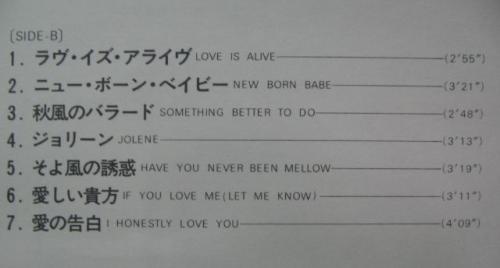 [SIDE-B]
1. ラヴ・イズ・アライヴ LOVE IS ALIVE (2'55")
2. ニュー・ボーン・ベイビー NEW BORN BABE (3'21")
3. 秋風のバラード SOMETHING BETTER TO DO (2'48")
4. ジョリーン JOLENE (3'13")
5. そよ風の誘惑 HAVE YOU NEVER BEEN MELLOW (3'19")
6. 愛しい貴方 IF YOU LOVE ME(LET ME KNOW) (3'11")
7. 愛の告白 I HONESTLY LOVE YOU (4'09")